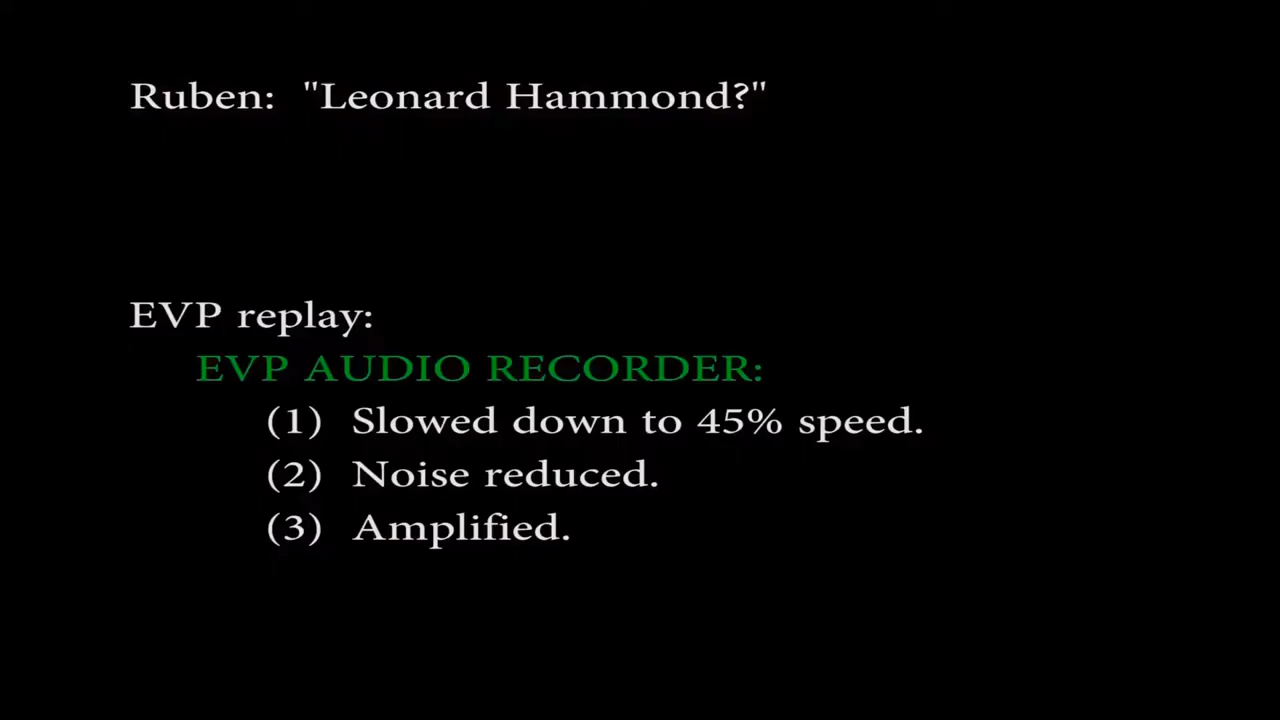 Ruben:  "Leonard Hammond?"
EVP replay:
EVP AUDIO RECORDER:
(1)  Slowed down to 45% speed.
(2)  Noise reduced.
(3)  Amplified.